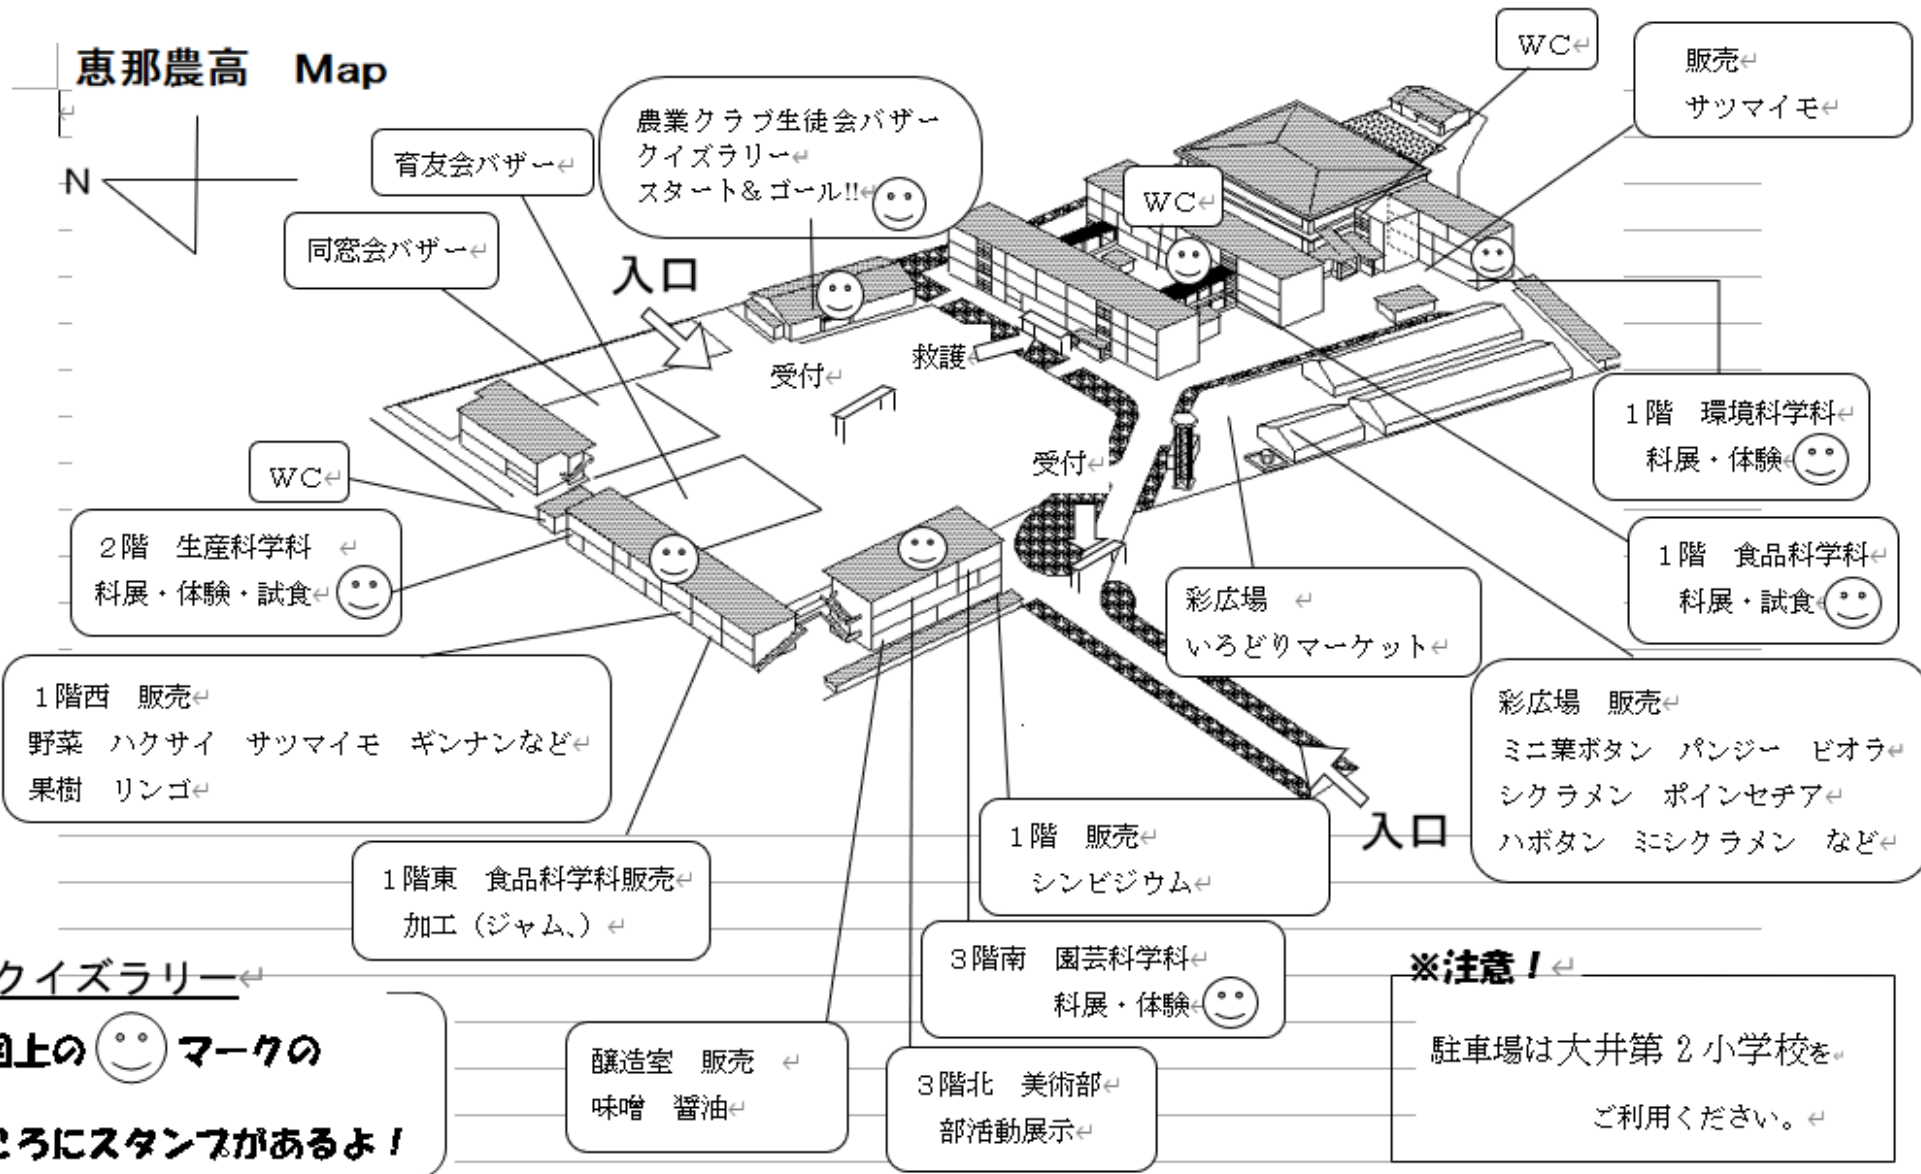 恵那農高　Map
N
WC
販売
サツマイモ
農業クラブ生徒会バザー
クイズラリー
スタート&ゴール!!
育友会バザー
WC
同窓会バザー
入口
受付
救護
1階　環境科学科
科展・体験
WC
受付
2階　生産科学科
科展・体験・試食
1階　食品科学科
科展・試食
彩広場
いろどりマーケット
1階西　販売
野菜　ハクサイ　サツマイモ　ギンナンなど
果樹　リンゴ
彩広場　販売
ミニ葉ボタン　パンジー　ビオラ
シクラメン　ポインセチア
ハボタン　ミニシクラメン　など
入口
1階　販売
シンビジウム
1階東　食品科学科販売
加工（ジャム、）
3階南　園芸科学科
科展・体験
クイズラリー
上の マークの
ころにスタンプがあるよ！
醸造室　販売
味噌　醤油
3階北　美術部
部活動展示
※注意！
駐車場は大井第2小学校を
ご利用ください。